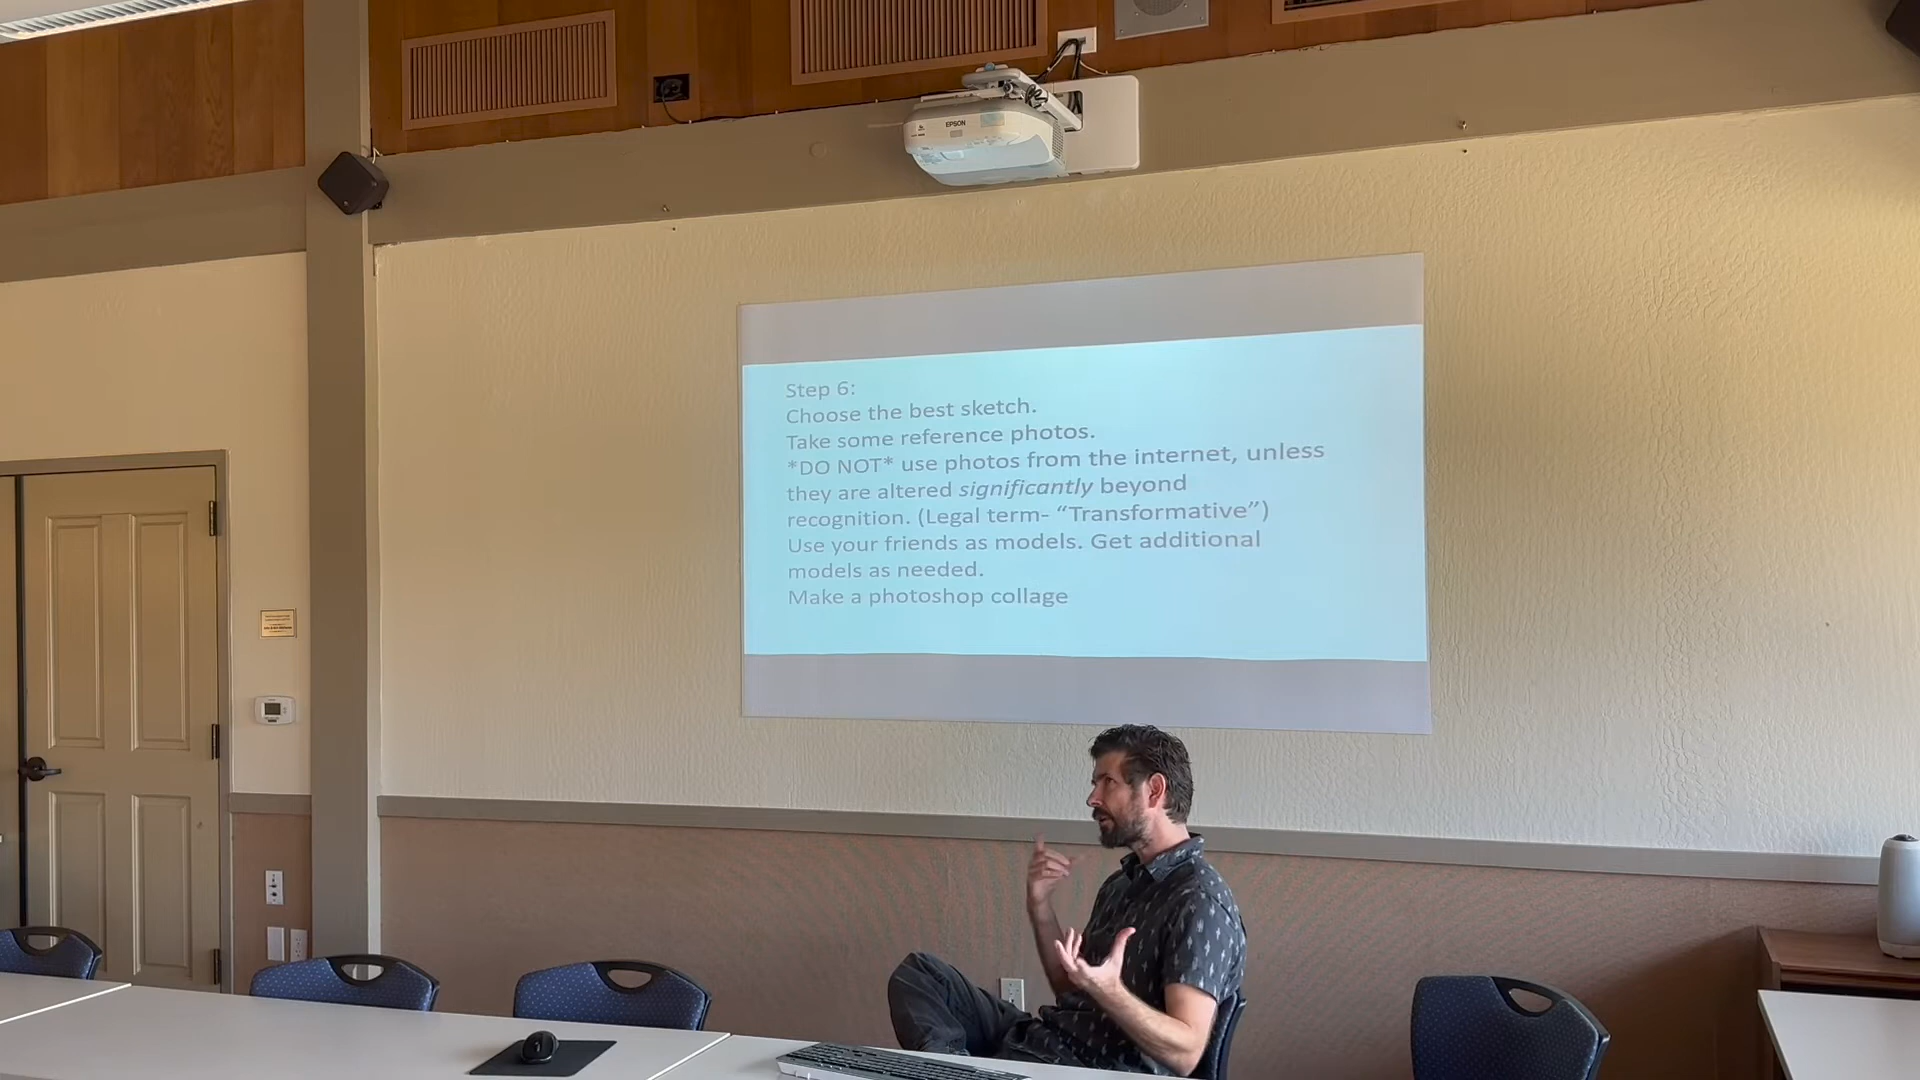 EPSON
Step 6:
Choose the best sketch.
Take some reference photos.
*DO NOT* use photos from the internet, unless
they are altered significantly beyond
recognition. (Legal term- “Transformative”)
Use your friends as models. Get additional
models as needed.
Make a photoshop collage